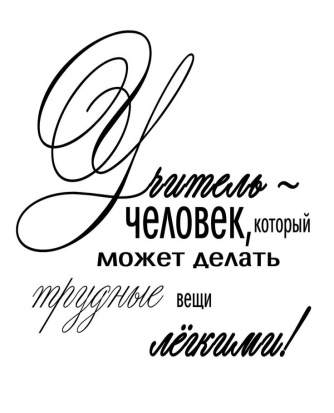 Учитель ~
человек, который
может делать
трудные вещи
лёгкими!